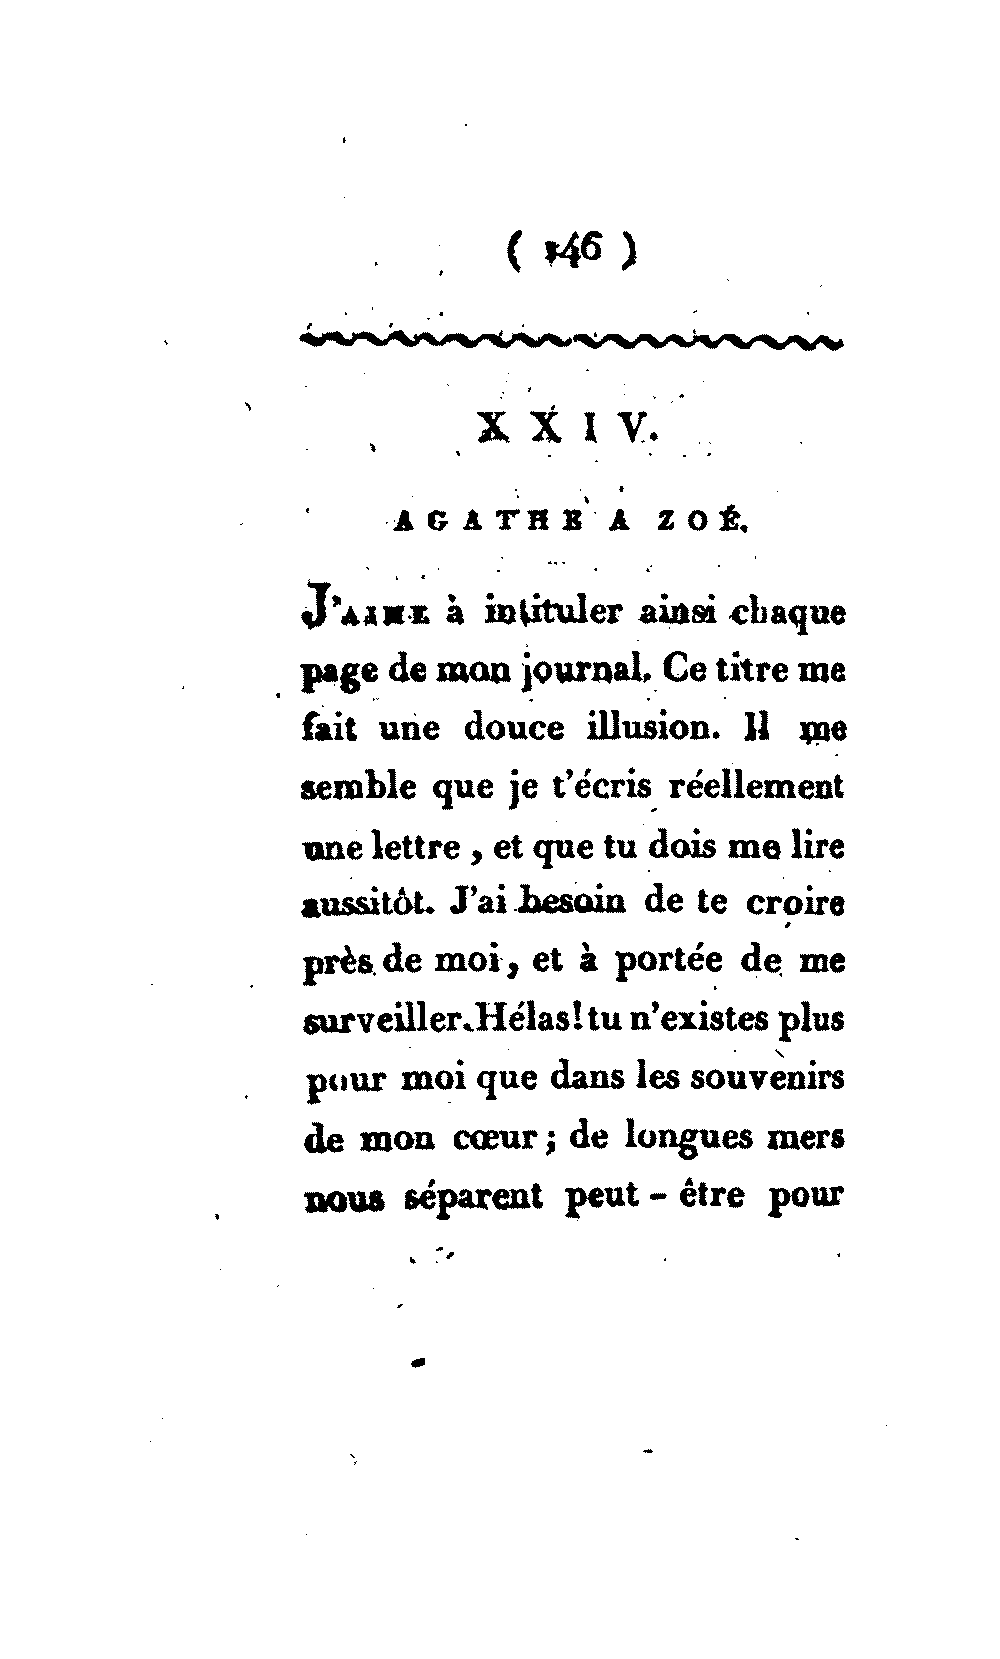 ( 146 )
XXIV.
AGATHE A ZOÉ.
J'AIME à intituler ainsi chaque
page de mon journal. Ce titre me
fait une douce illusion. Il me
semble que je t'écris réellement
une lettre, et que tu dois me lire
aussitôt. J'ai besoin de te croire
près de moi, et à portée de me
surveiller. Hélas! tu n'existes plus
pour moi que dans les souvenirs
de mon cœur; de longues mers
nous séparent peut-être pour